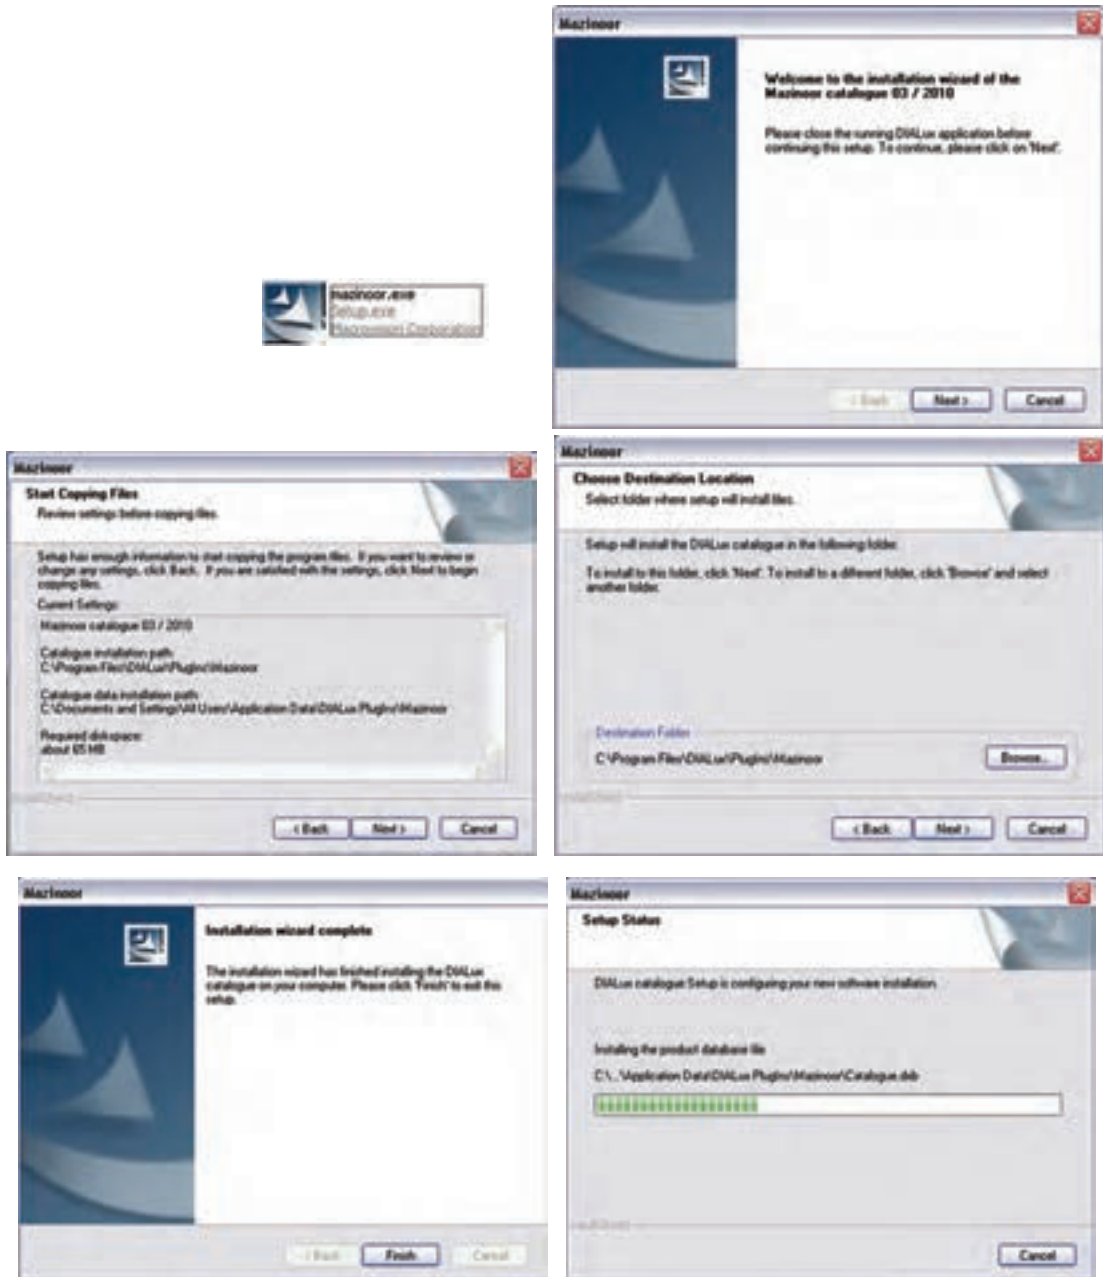 mazinoor.exe
Setup.exe
Macrovision Corporation
Mazinoor
Welcome to the installation wizard of the
Mazinoor catalogue 03 / 2010
Please close the running DIALux application before
continuing this setup. To continue, please click on 'Next'.
< Back
Next >
Cancel
Mazinoor
Start Copying Files
Review settings before copying files.
Setup has enough information to start copying the program files. If you want to review or
change any settings, click Back. If you are satisfied with the settings, click Next to begin
copying files.
Current Settings:
Mazinoor catalogue 03 / 2010
Catalogue installation path:
C:\Program Files\DIALux\PlugIns\Mazinoor
Catalogue data installation path:
C:\Documents and Settings\All Users\Application Data\DIALux PlugIns\Mazinoor
Required diskspace:
about 65 MB
InstallShield
< Back
Next >
Cancel
Mazinoor
Choose Destination Location
Select folder where setup will install files.
Setup will install the DIALux catalogue in the following folder.
To install to this folder, click 'Next'. To install to a different folder, click 'Browse' and select
another folder.
Destination Folder
C:\Program Files\DIALux\PlugIns\Mazinoor
Browse...
InstallShield
< Back
Next >
Cancel
Mazinoor
Installation wizard complete
The installation wizard has finished installing the DIALux
catalogue on your computer. Please click 'Finish' to exit this
setup.
< Back
Finish
Cancel
Mazinoor
Setup Status
DIALux catalogue Setup is configuring your new software installation.
Installing the product database file
C:\...\Application Data\DIALux PlugIns\Mazinoor\Catalogue.dxb
InstallShield
Cancel